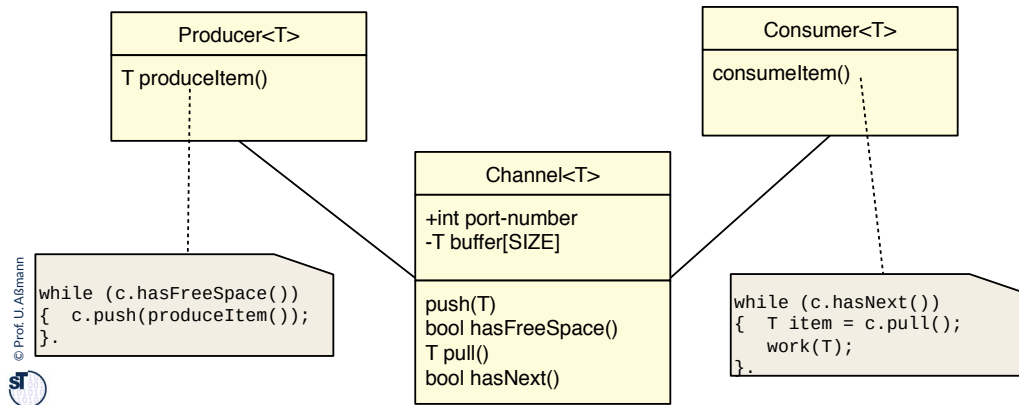 Producer<T>
T produceItem()
Consumer<T>
consumeItem()
Channel<T>
+int port-number
-T buffer[SIZE]
push(T)
bool hasFreeSpace()
T pull()
bool hasNext()
while (c.hasFreeSpace())
{  c.push(produceItem());
}.
while (c.hasNext())
{  T item = c.pull();
   work(T);
}.
© Prof. U. Aßmann
ST